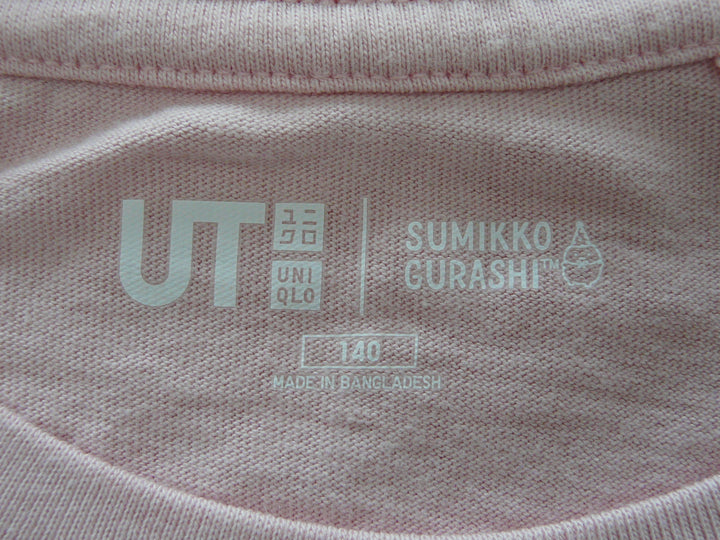 UT
ユニ
クロ
UNI
QLO
SUMIKKO
GURASHI™
140
MADE IN BANGLADESH